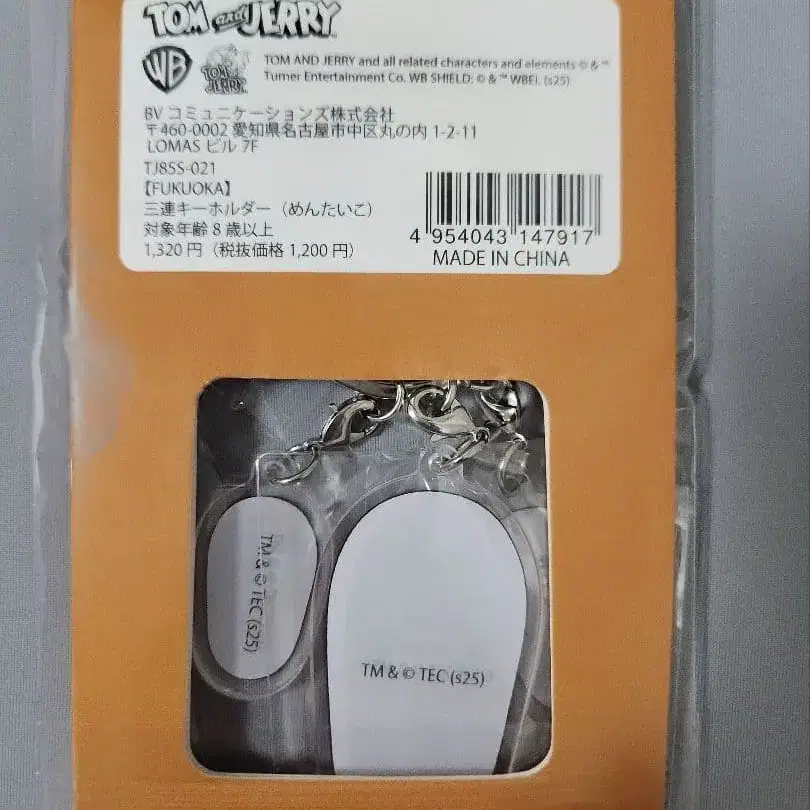 TOM and JERRY
WB
TOM and JERRY
TOM AND JERRY and all related characters and elements © & ™
Turner Entertainment Co. WB SHIELD: © & ™ WBEI. (s25)
BV コミュニケーションズ株式会社
〒460-0002 愛知県名古屋市中区丸の内 1-2-11
LOMAS ビル 7F
TJ8SS-021
【FUKUOKA】
三連キーホルダー（めんたいこ）
対象年齢 8 歳以上
1,320 円（税抜価格 1,200 円）
4 954043 147917
MADE IN CHINA
TM & © TEC (s25)
TM & © TEC (s25)